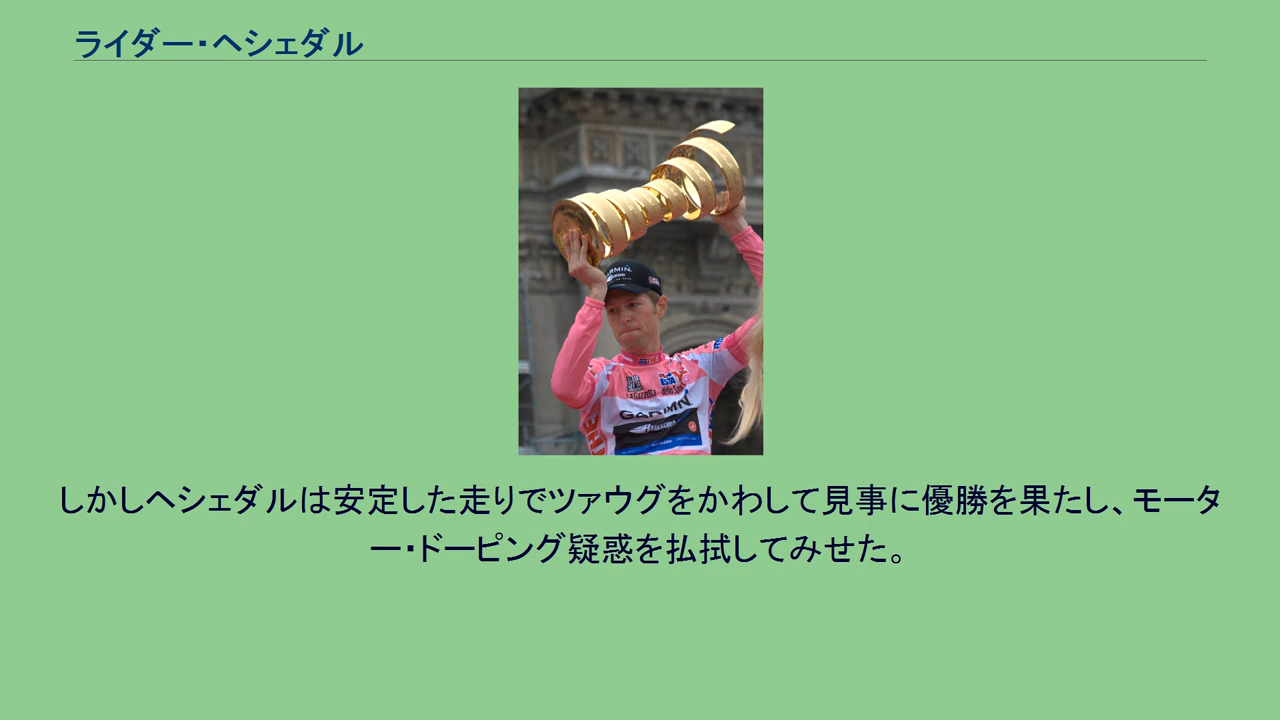 ライダー・ヘシェダル
GARMIN
しかしヘシェダルは安定した走りでツァウグをかわして見事に優勝を果たし、モータ
ー・ドーピング疑惑を払拭してみせた。